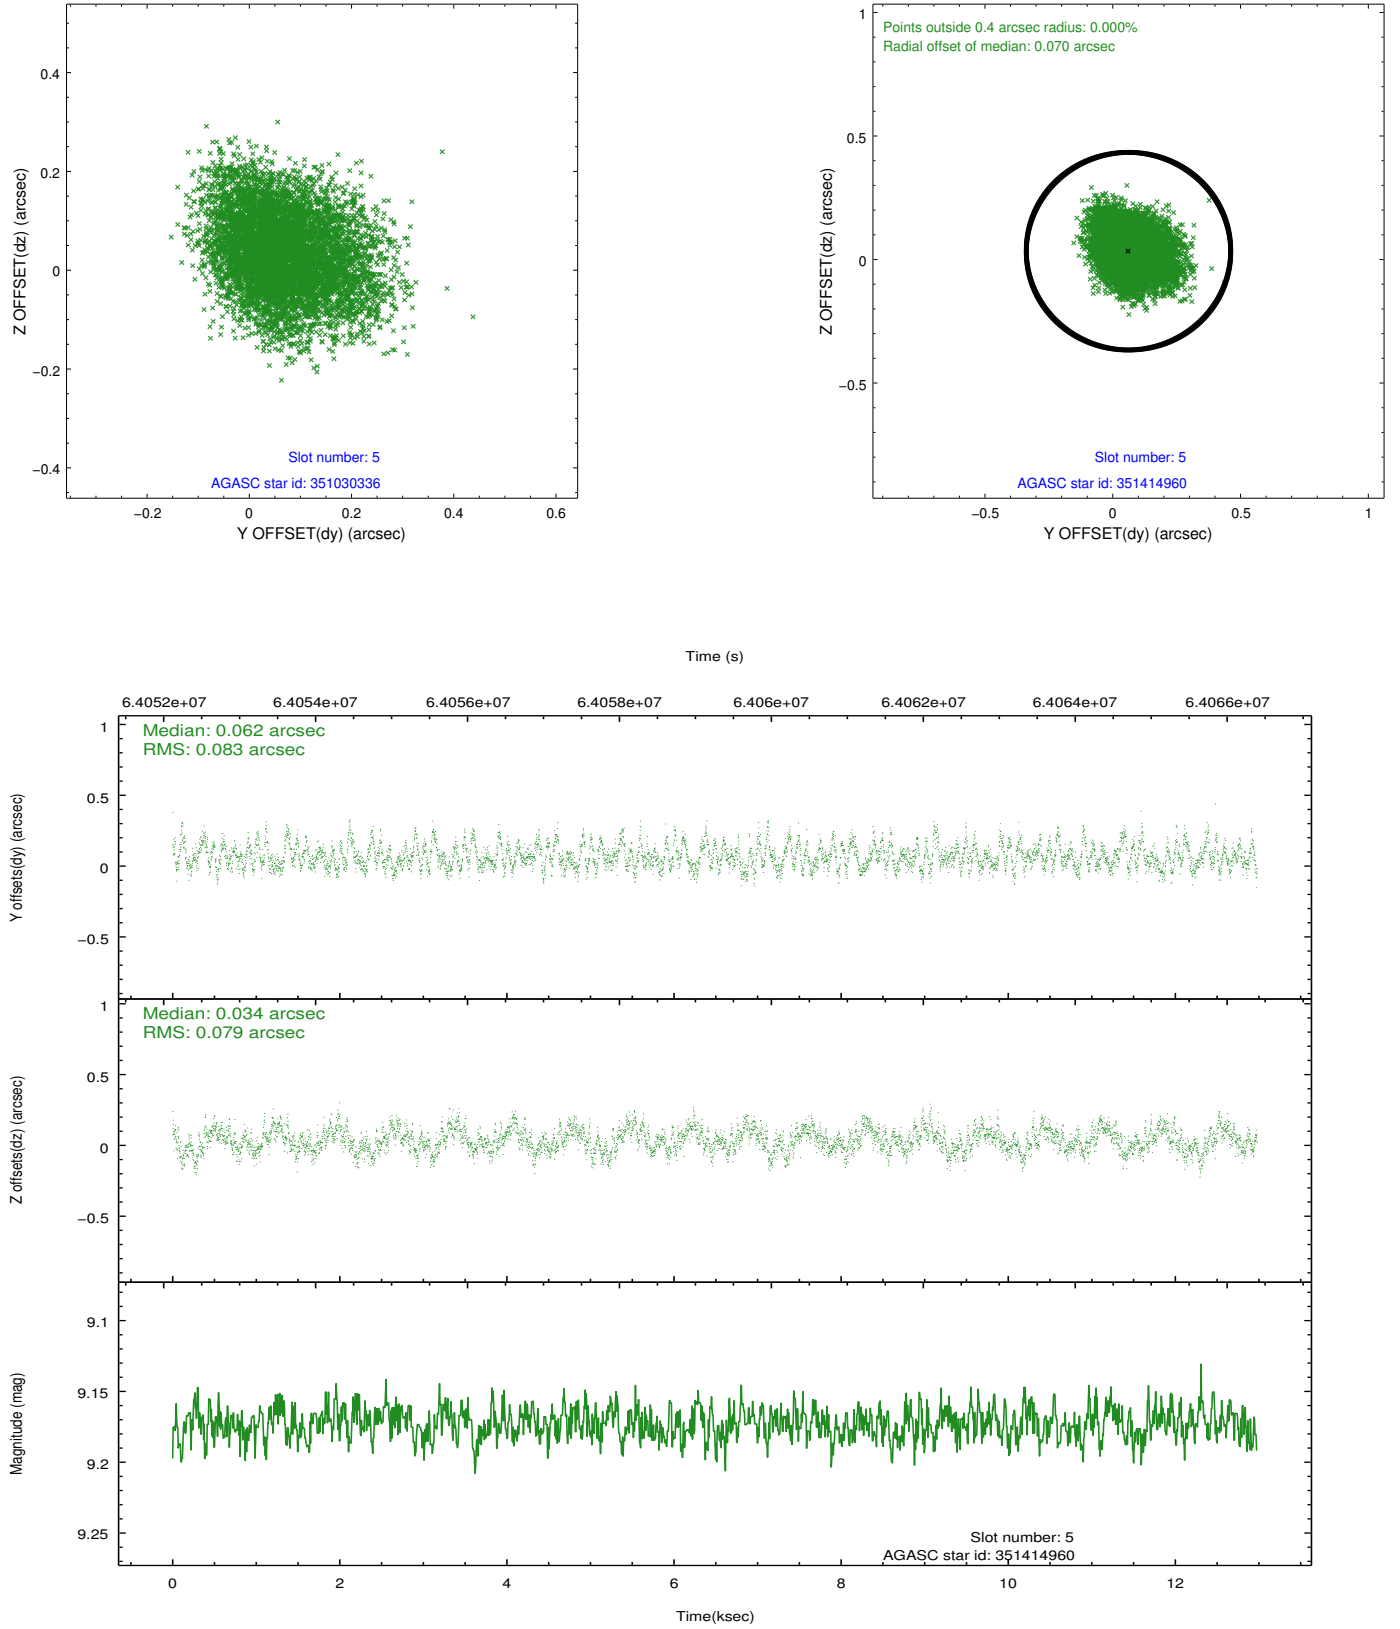 0.4
0.2
0
−0.2
−0.4
Z OFFSET(dz) (arcsec)
−0.2 0 0.2 0.4 0.6
Y OFFSET(dy) (arcsec)
Slot number: 5
AGASC star id: 351030336
Points outside 0.4 arcsec radius: 0.000%
Radial offset of median: 0.070 arcsec
1
0.5
0
−0.5
Z OFFSET(dz) (arcsec)
Slot number: 5
AGASC star id: 351414960
−0.5 0 0.5 1
Y OFFSET(dy) (arcsec)
Time (s)
6.4052e+07 6.4054e+07 6.4056e+07 6.4058e+07 6.406e+07 6.4062e+07 6.4064e+07 6.4066e+07
Median: 0.062 arcsec
RMS: 0.083 arcsec
1
0.5
0
−0.5
Y offsets(dy) (arcsec)
Median: 0.034 arcsec
RMS: 0.079 arcsec
1
0.5
0
−0.5
Z offsets(dz) (arcsec)
9.1
9.15
9.2
9.25
Magnitude (mag)
Slot number: 5
AGASC star id: 351414960
0 2 4 6 8 10 12
Time(ksec)